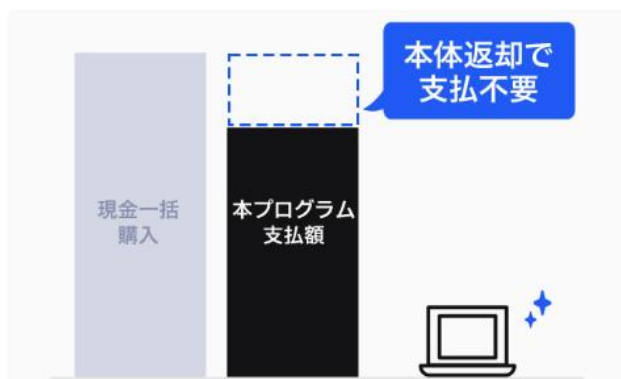 本体返却で
支払不要
現金一括
購入
本プログラム
支払額